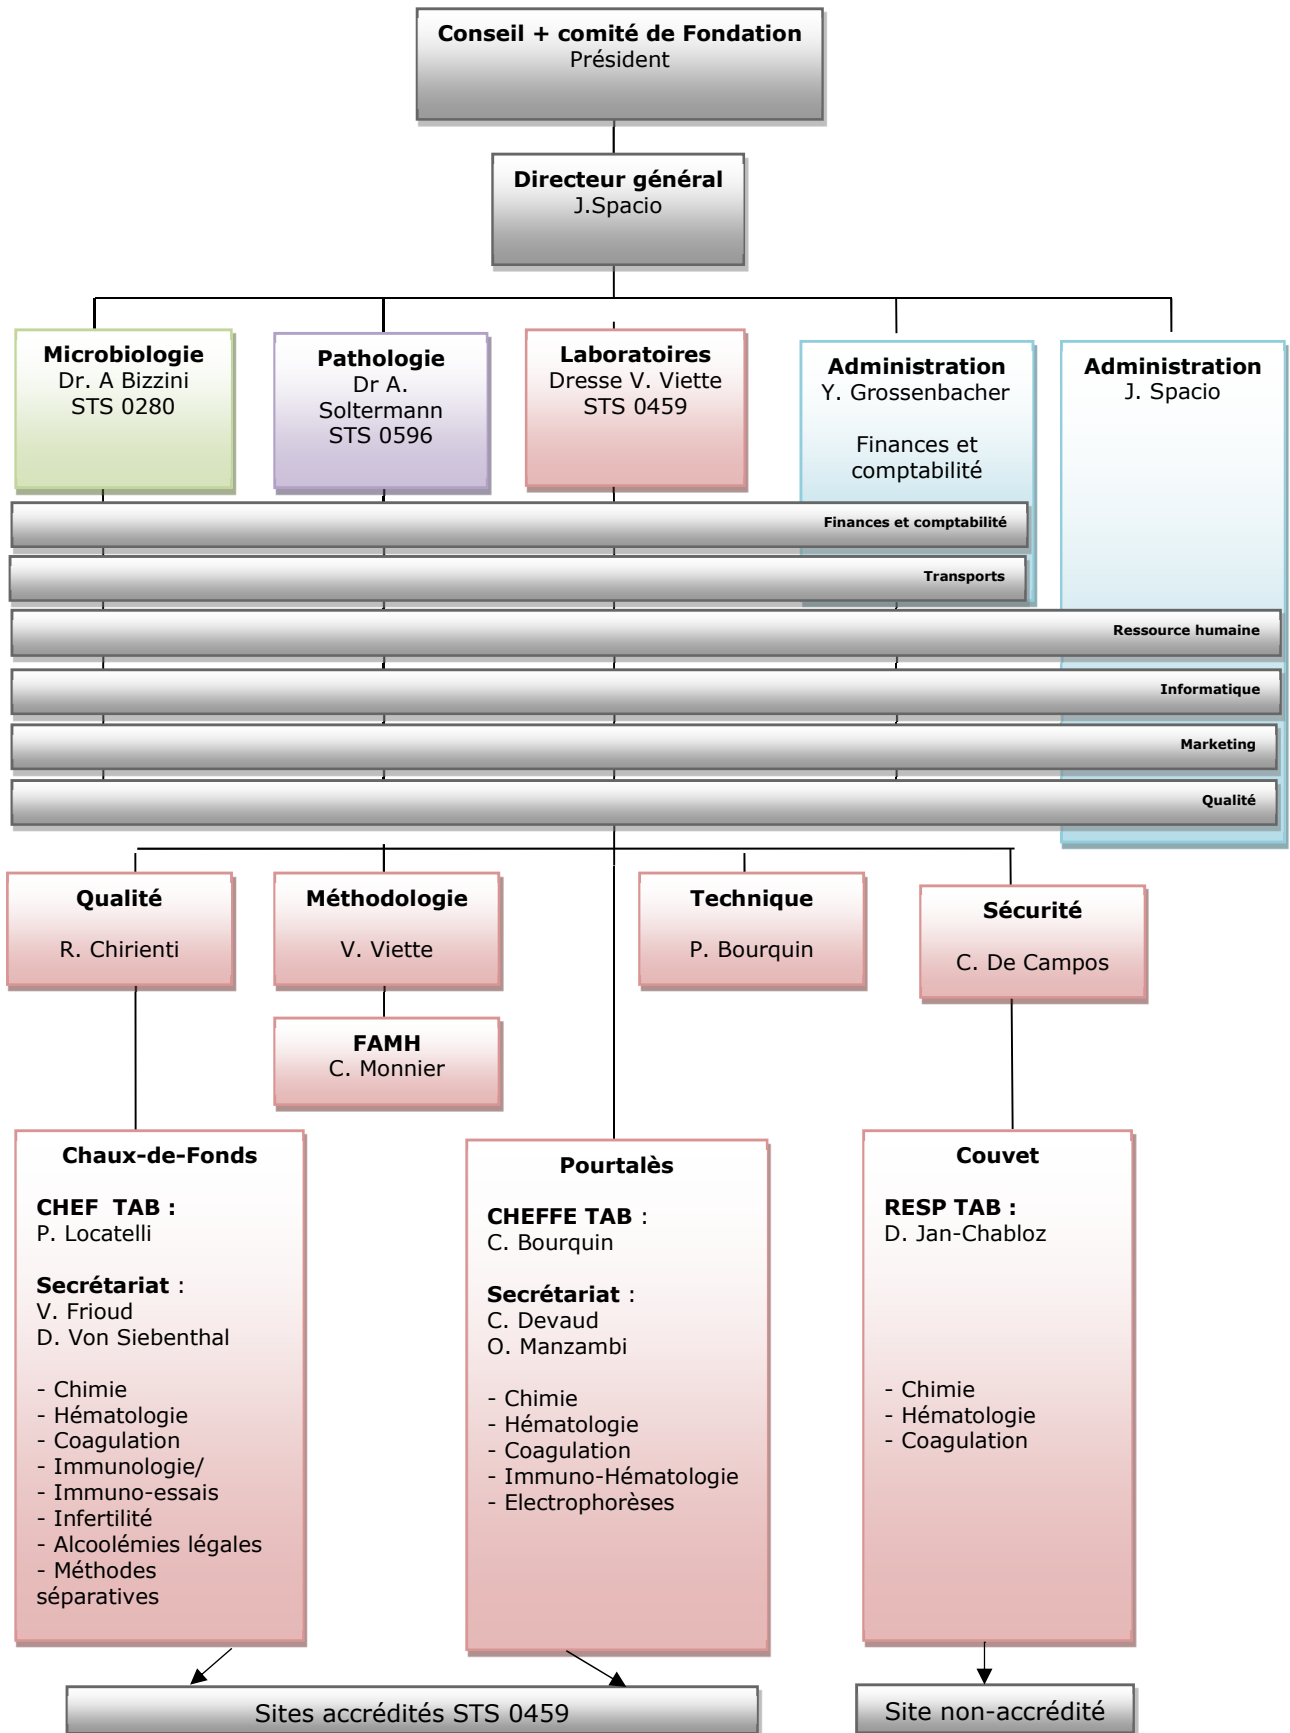 Conseil + comité de Fondation
Président
Directeur général
J.Spacio
Microbiologie
Dr. A Bizzini
STS 0280
Pathologie
Dr A.
Soltermann
STS 0596
Laboratoires
Dresse V. Viette
STS 0459
Administration
Y. Grossenbacher
Finances et
comptabilité
Administration
J. Spacio
Finances et comptabilité
Transports
Ressource humaine
Informatique
Marketing
Qualité
Qualité
R. Chirienti
Méthodologie
V. Viette
Technique
P. Bourquin
Sécurité
C. De Campos
FAMH
C. Monnier
Chaux-de-Fonds
CHEF TAB :
P. Locatelli
Secrétariat :
V. Frioud
D. Von Siebenthal
- Chimie
- Hématologie
- Coagulation
- Immunologie/
- Immuno-essais
- Infertilité
- Alcoolémies légales
- Méthodes
séparatives
Pourtalès
CHEFFE TAB :
C. Bourquin
Secrétariat :
C. Devaud
O. Manzambi
- Chimie
- Hématologie
- Coagulation
- Immuno-Hématologie
- Electrophorèses
Couvet
RESP TAB :
D. Jan-Chabloz
- Chimie
- Hématologie
- Coagulation
Sites accrédités STS 0459
Site non-accrédité